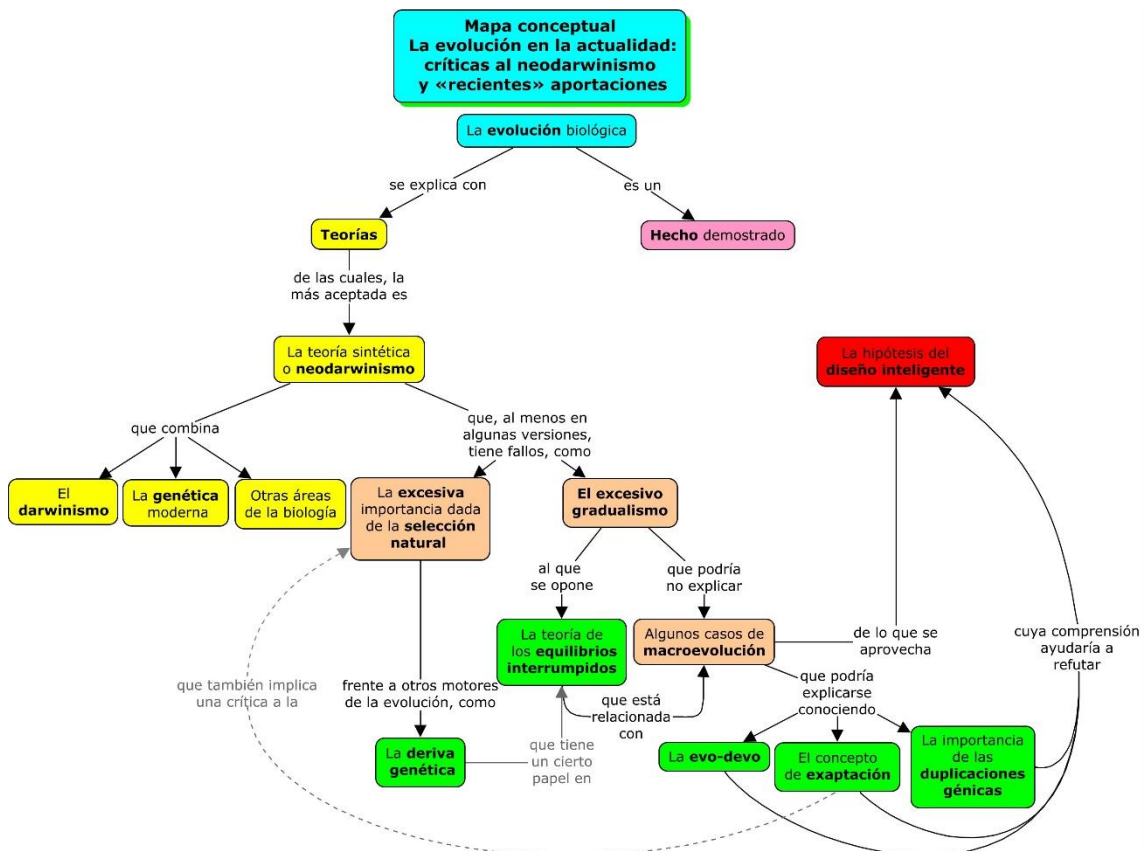 Mapa conceptual
La evolución en la actualidad:
críticas al neodarwinismo
y «recientes» aportaciones
La evolución biológica
se explica con
es un
Teorías
Hecho demostrado
de las cuales, la
más aceptada es
La teoría sintética
o neodarwinismo
La hipótesis del
diseño inteligente
que combina
que, al menos en
algunas versiones,
tiene fallos, como
El
darwinismo
La genética
moderna
Otras áreas
de la biología
La excesiva
importancia dada
de la selección
natural
El excesivo
gradualismo
al que
se opone
que podría
no explicar
La teoría de
los equilibrios
interrumpidos
Algunos casos de
macroevolución
de lo que se
aprovecha
cuya comprensión
ayudaría a
refutar
que también implica
una crítica a la
frente a otros motores
de la evolución, como
que está
relacionada
con
que podría
explicarse
conociendo
La deriva
genética
que tiene
un cierto
papel en
La evo-devo
El concepto
de exaptación
La importancia
de las
duplicaciones
génicas